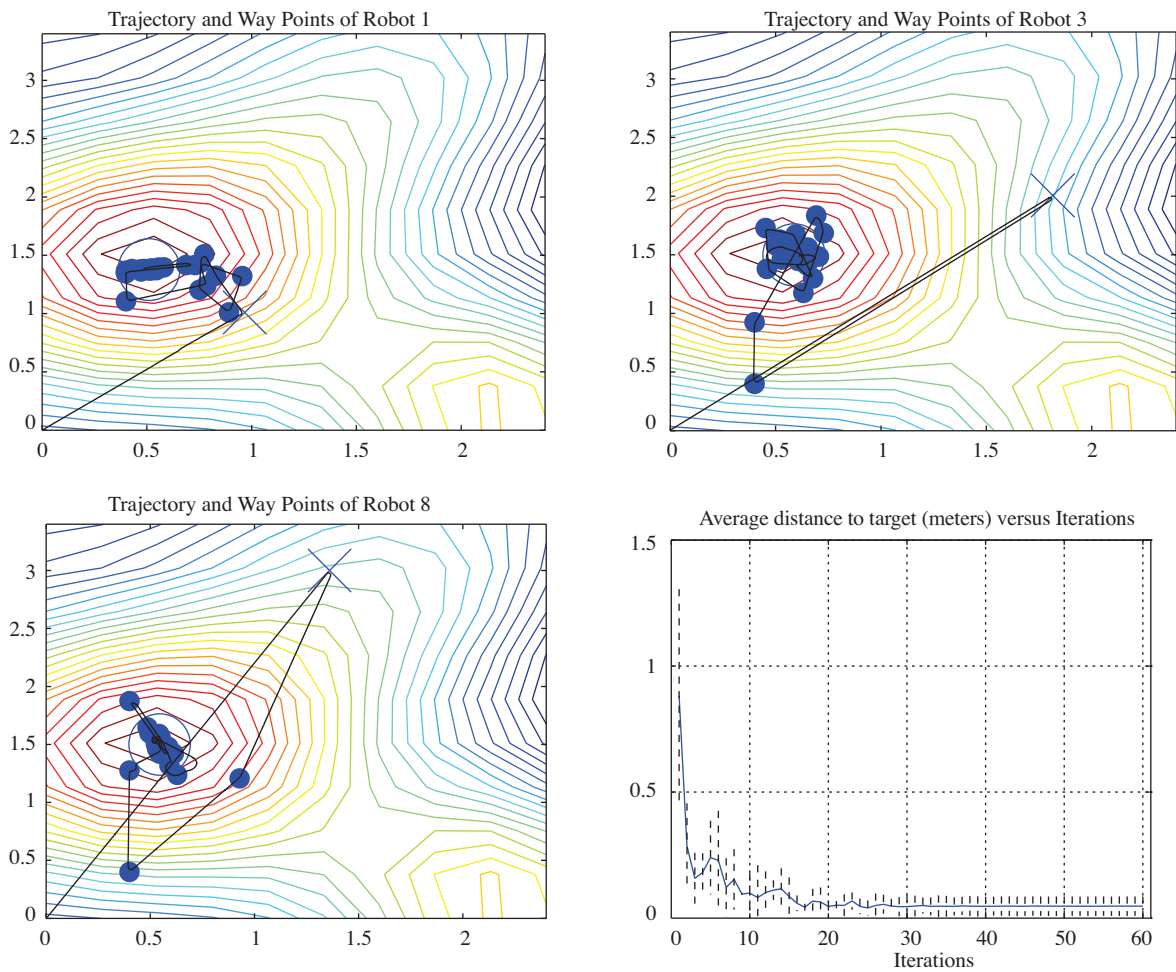 Trajectory and Way Points of Robot 1
3
2.5
2
1.5
1
0.5
0
0 0.5 1 1.5 2
Trajectory and Way Points of Robot 3
3
2.5
2
1.5
1
0.5
0
0 0.5 1 1.5 2
Trajectory and Way Points of Robot 8
3
2.5
2
1.5
1
0.5
0
0 0.5 1 1.5 2
Average distance to target (meters) versus Iterations
1.5
1
0.5
0
0 10 20 30 40 50 60
Iterations